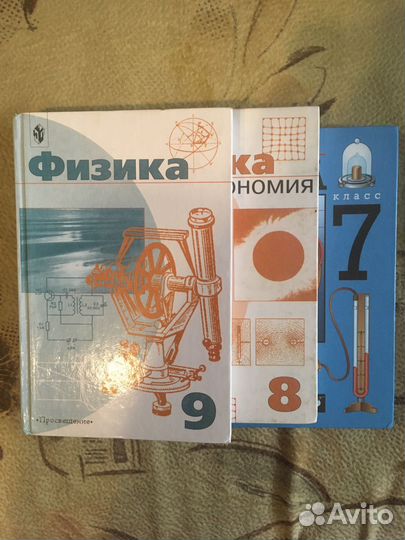 Физика
«Просвещение»
9
ка
ономия
8
класс
7
Avito